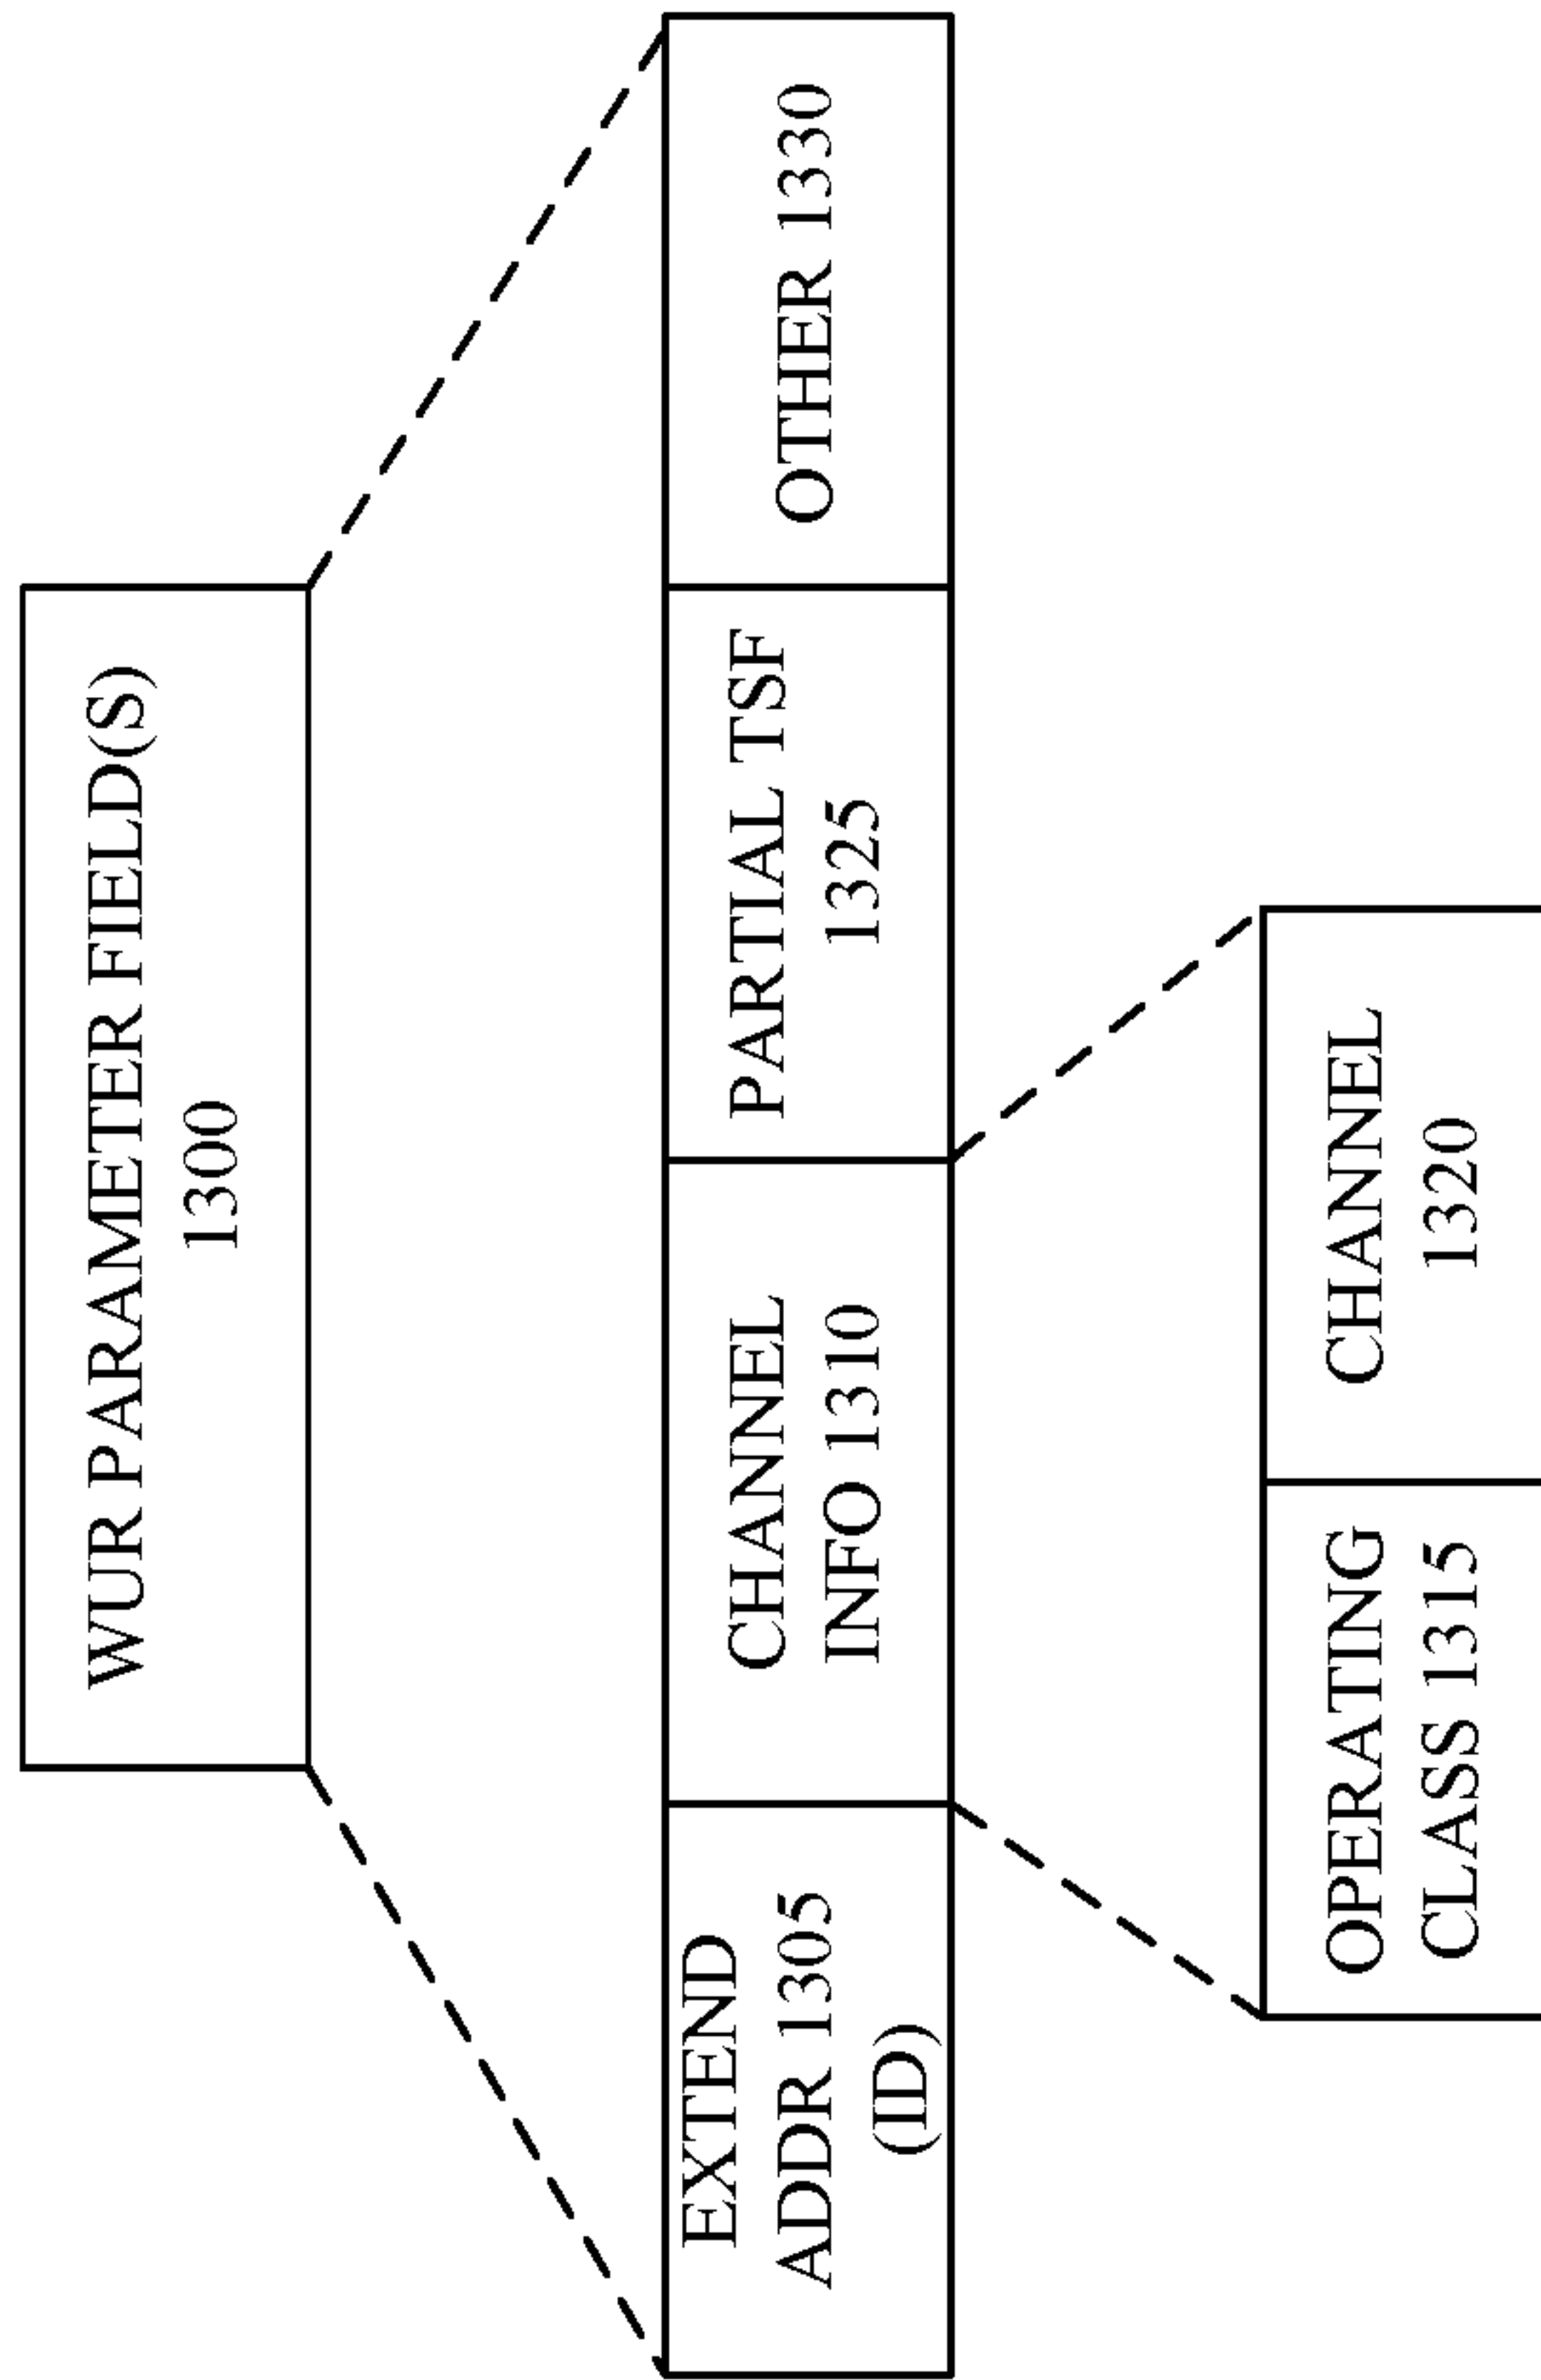 WUR PARAMETER FIELD(S)
1300
EXTEND
ADDR 1305
(ID)
CHANNEL
INFO 1310
PARTIAL TSF
1325
OTHER 1330
OPERATING
CLASS 1315
CHANNEL
1320